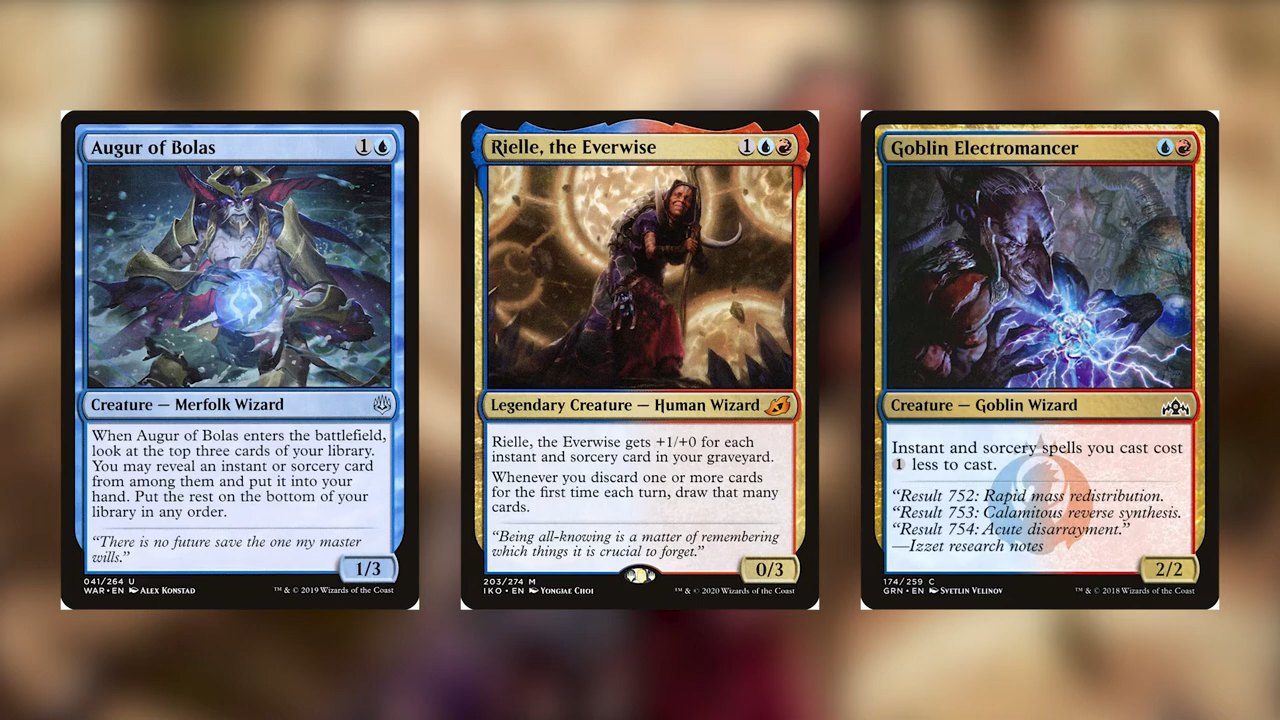 Augur of Bolas 1
Creature — Merfolk Wizard
When Augur of Bolas enters the battlefield,
look at the top three cards of your library.
You may reveal an instant or sorcery card
from among them and put it into your
hand. Put the rest on the bottom of your
library in any order.
“There is no future save the one my master
wills.”
1/3
041/264 U
WAR • EN Alex Konstad
™ & © 2019 Wizards of the Coast
Rielle, the Everwise 1
Legendary Creature — Human Wizard
Rielle, the Everwise gets +1/+0 for each
instant and sorcery card in your graveyard.
Whenever you discard one or more cards
for the first time each turn, draw that many
cards.
“Being all-knowing is a matter of remembering
which things it is crucial to forget.”
0/3
203/274 M
IKO • EN Yongjae Choi
™ & © 2020 Wizards of the Coast
Goblin Electromancer
Creature — Goblin Wizard
Instant and sorcery spells you cast cost
1 less to cast.
“Result 752: Rapid mass redistribution.
“Result 753: Calamitous reverse synthesis.
“Result 754: Acute disarrayment.”
—Izzet research notes
2/2
174/259 C
GRN • EN Svetlin Velinov
™ & © 2018 Wizards of the Coast